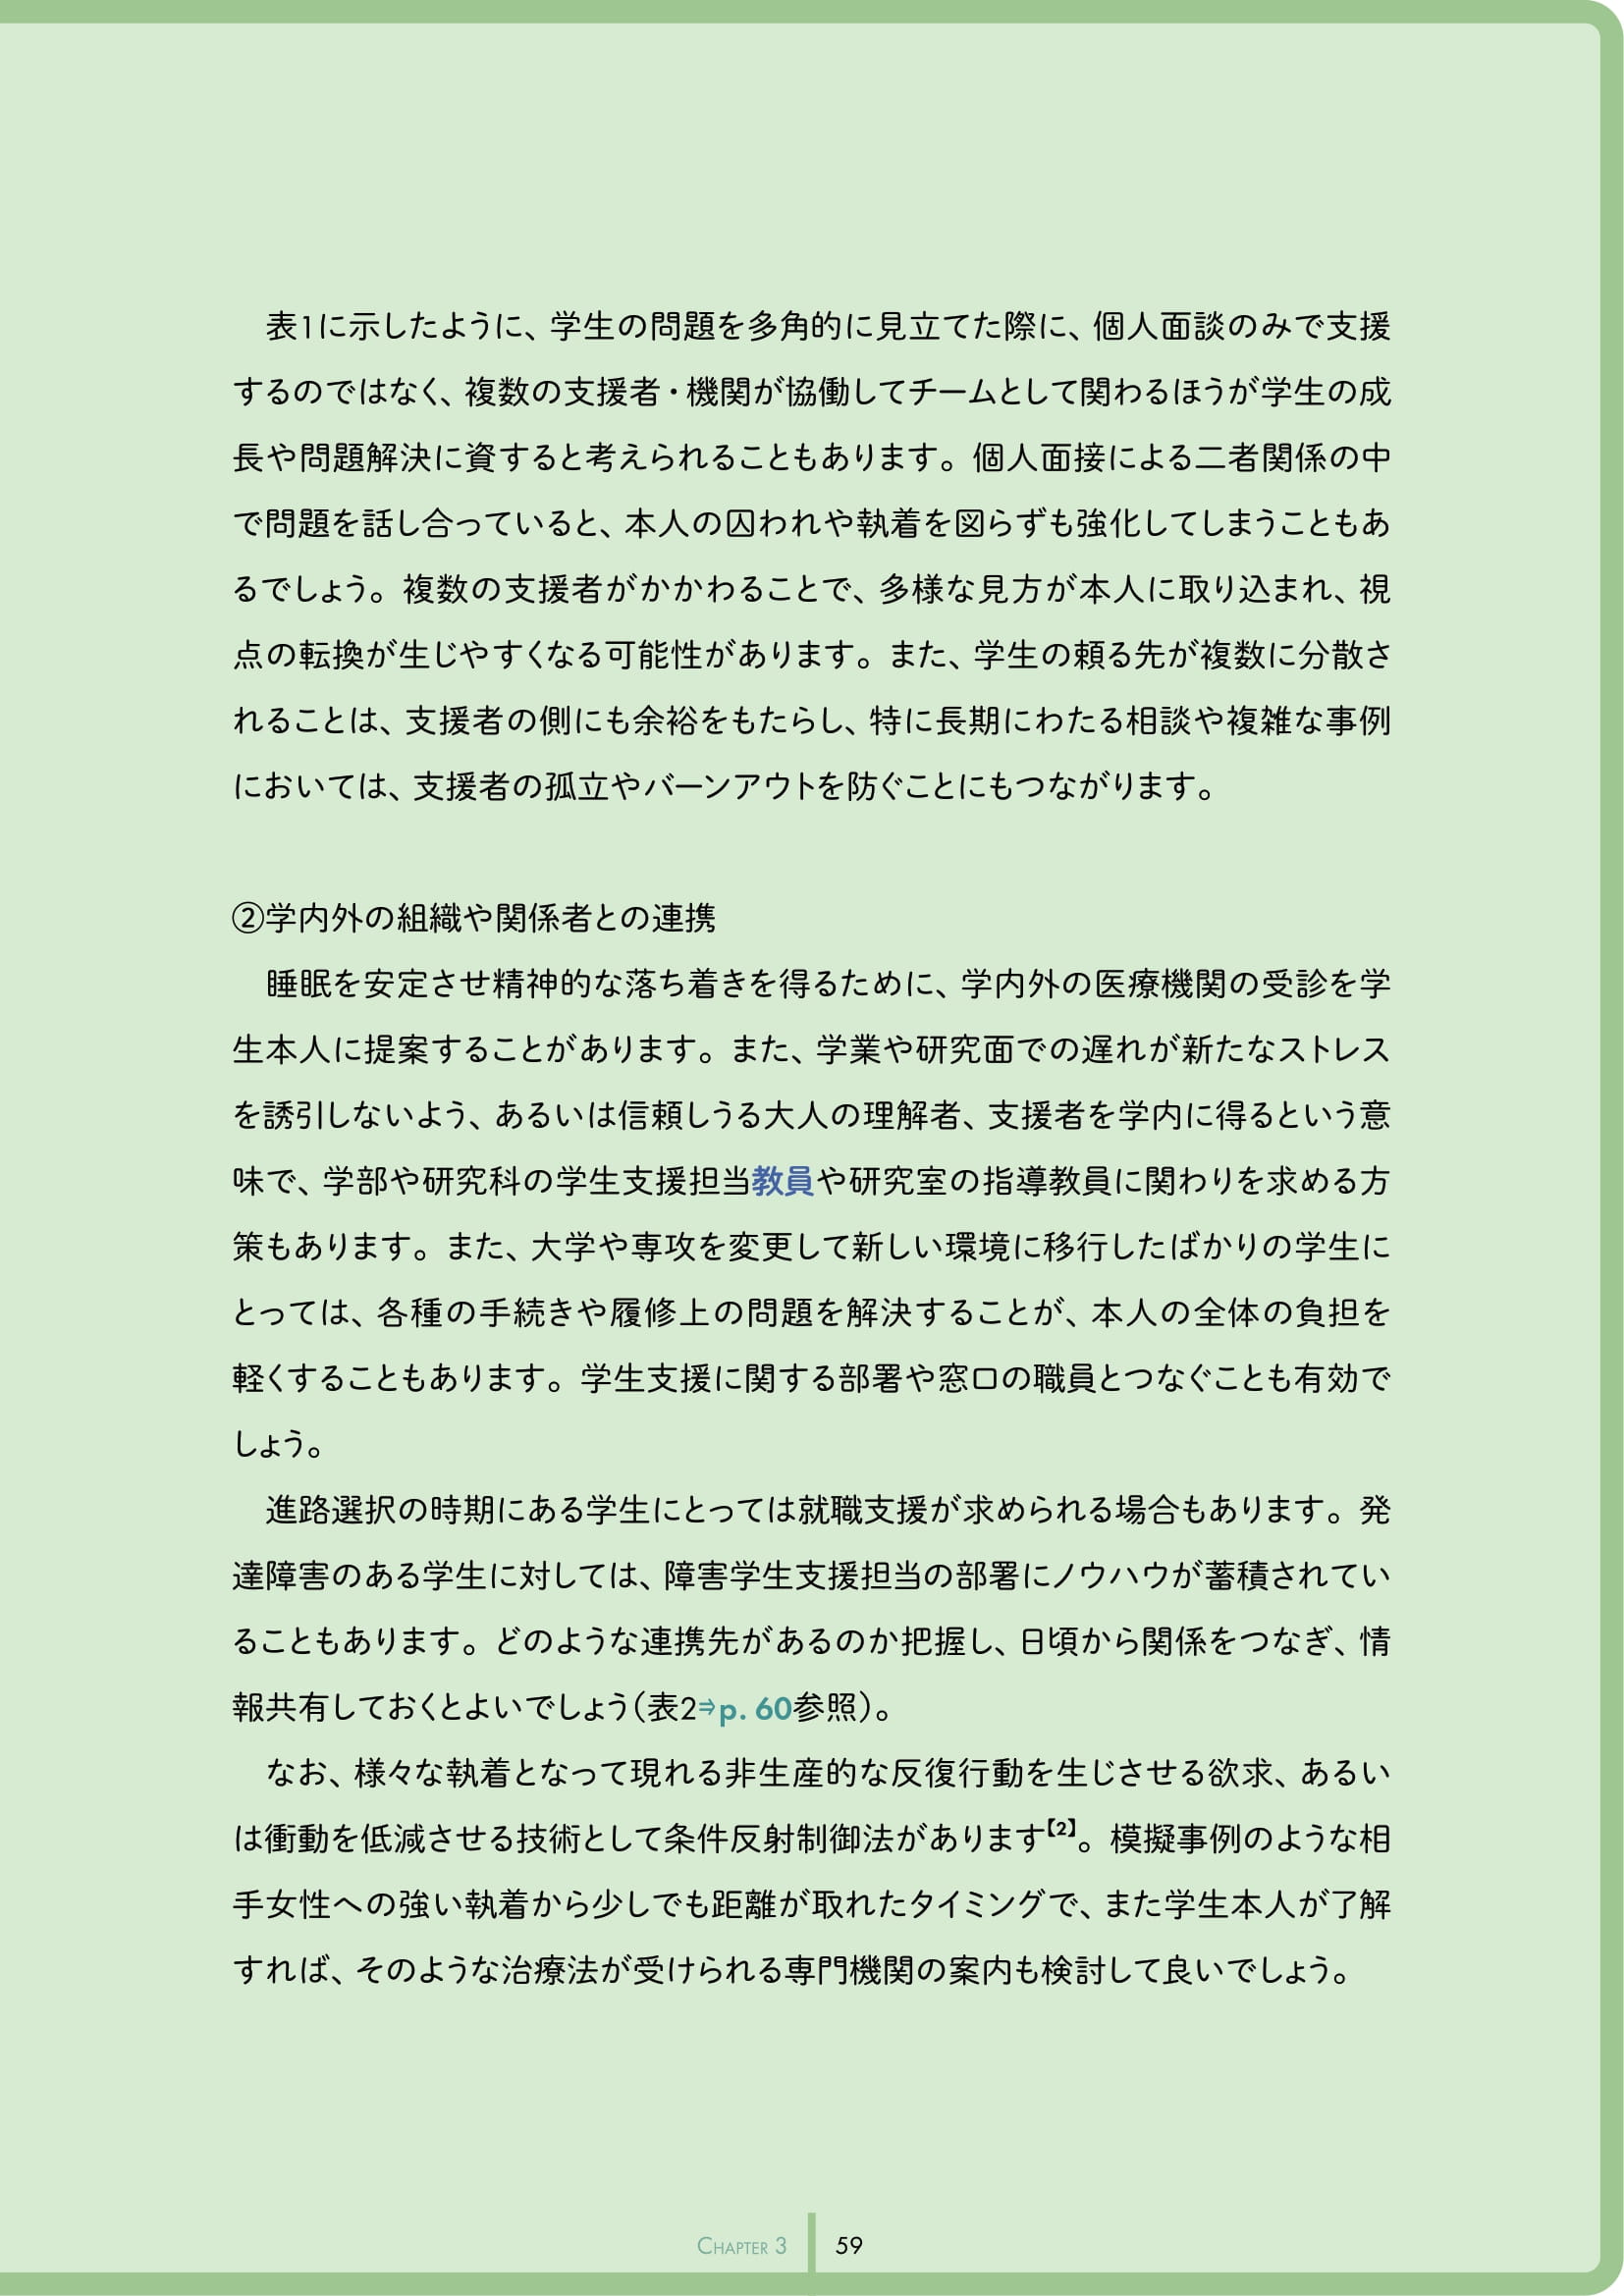 表1に示したように、学生の問題を多角的に見立てた際に、個人面談のみで支援
するのではなく、複数の支援者・機関が協働してチームとして関わるほうが学生の成
長や問題解決に資すると考えられることもあります。個人面接による二者関係の中
で問題を話し合っていると、本人の囚われや執着を図らずも強化してしまうこともあ
るでしょう。複数の支援者がかかわることで、多様な見方が本人に取り込まれ、視
点の転換が生じやすくなる可能性があります。また、学生の頼る先が複数に分散さ
れることは、支援者の側にも余裕をもたらし、特に長期にわたる相談や複雑な事例
においては、支援者の孤立やバーンアウトを防ぐことにもつながります。
②学内外の組織や関係者との連携
睡眠を安定させ精神的な落ち着きを得るために、学内外の医療機関の受診を学
生本人に提案することがあります。また、学業や研究面での遅れが新たなストレス
を誘引しないよう、あるいは信頼しうる大人の理解者、支援者を学内に得るという意
味で、学部や研究科の学生支援担当教員や研究室の指導教員に関わりを求める方
策もあります。また、大学や専攻を変更して新しい環境に移行したばかりの学生に
とっては、各種の手続きや履修上の問題を解決することが、本人の全体の負担を
軽くすることもあります。学生支援に関する部署や窓口の職員とつなぐことも有効で
しょう。
進路選択の時期にある学生にとっては就職支援が求められる場合もあります。発
達障害のある学生に対しては、障害学生支援担当の部署にノウハウが蓄積されてい
ることもあります。どのような連携先があるのか把握し、日頃から関係をつなぎ、情
報共有しておくとよいでしょう（表2⇒p. 60参照）。
なお、様々な執着となって現れる非生産的な反復行動を生じさせる欲求、あるい
は衝動を低減させる技術として条件反射制御法があります【2】。模擬事例のような相
手女性への強い執着から少しでも距離が取れたタイミングで、また学生本人が了解
すれば、そのような治療法が受けられる専門機関の案内も検討して良いでしょう。
CHAPTER 3
59